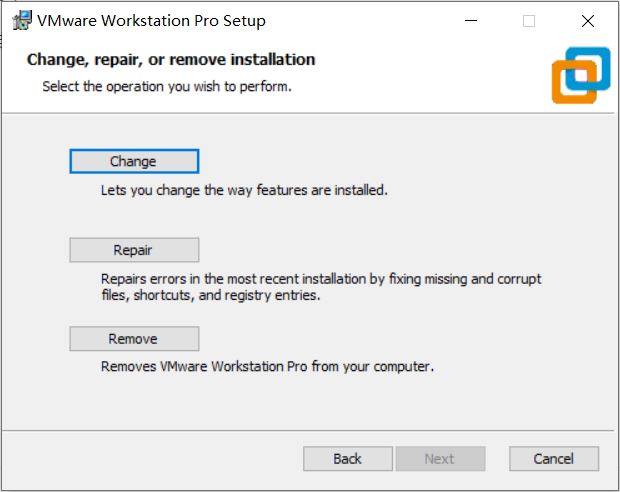 VMware Workstation Pro Setup
Change, repair, or remove installation
Select the operation you wish to perform.
Change
Lets you change the way features are installed.
Repair
Repairs errors in the most recent installation by fixing missing and corrupt
files, shortcuts, and registry entries.
Remove
Removes VMware Workstation Pro from your computer.
Back Next Cancel